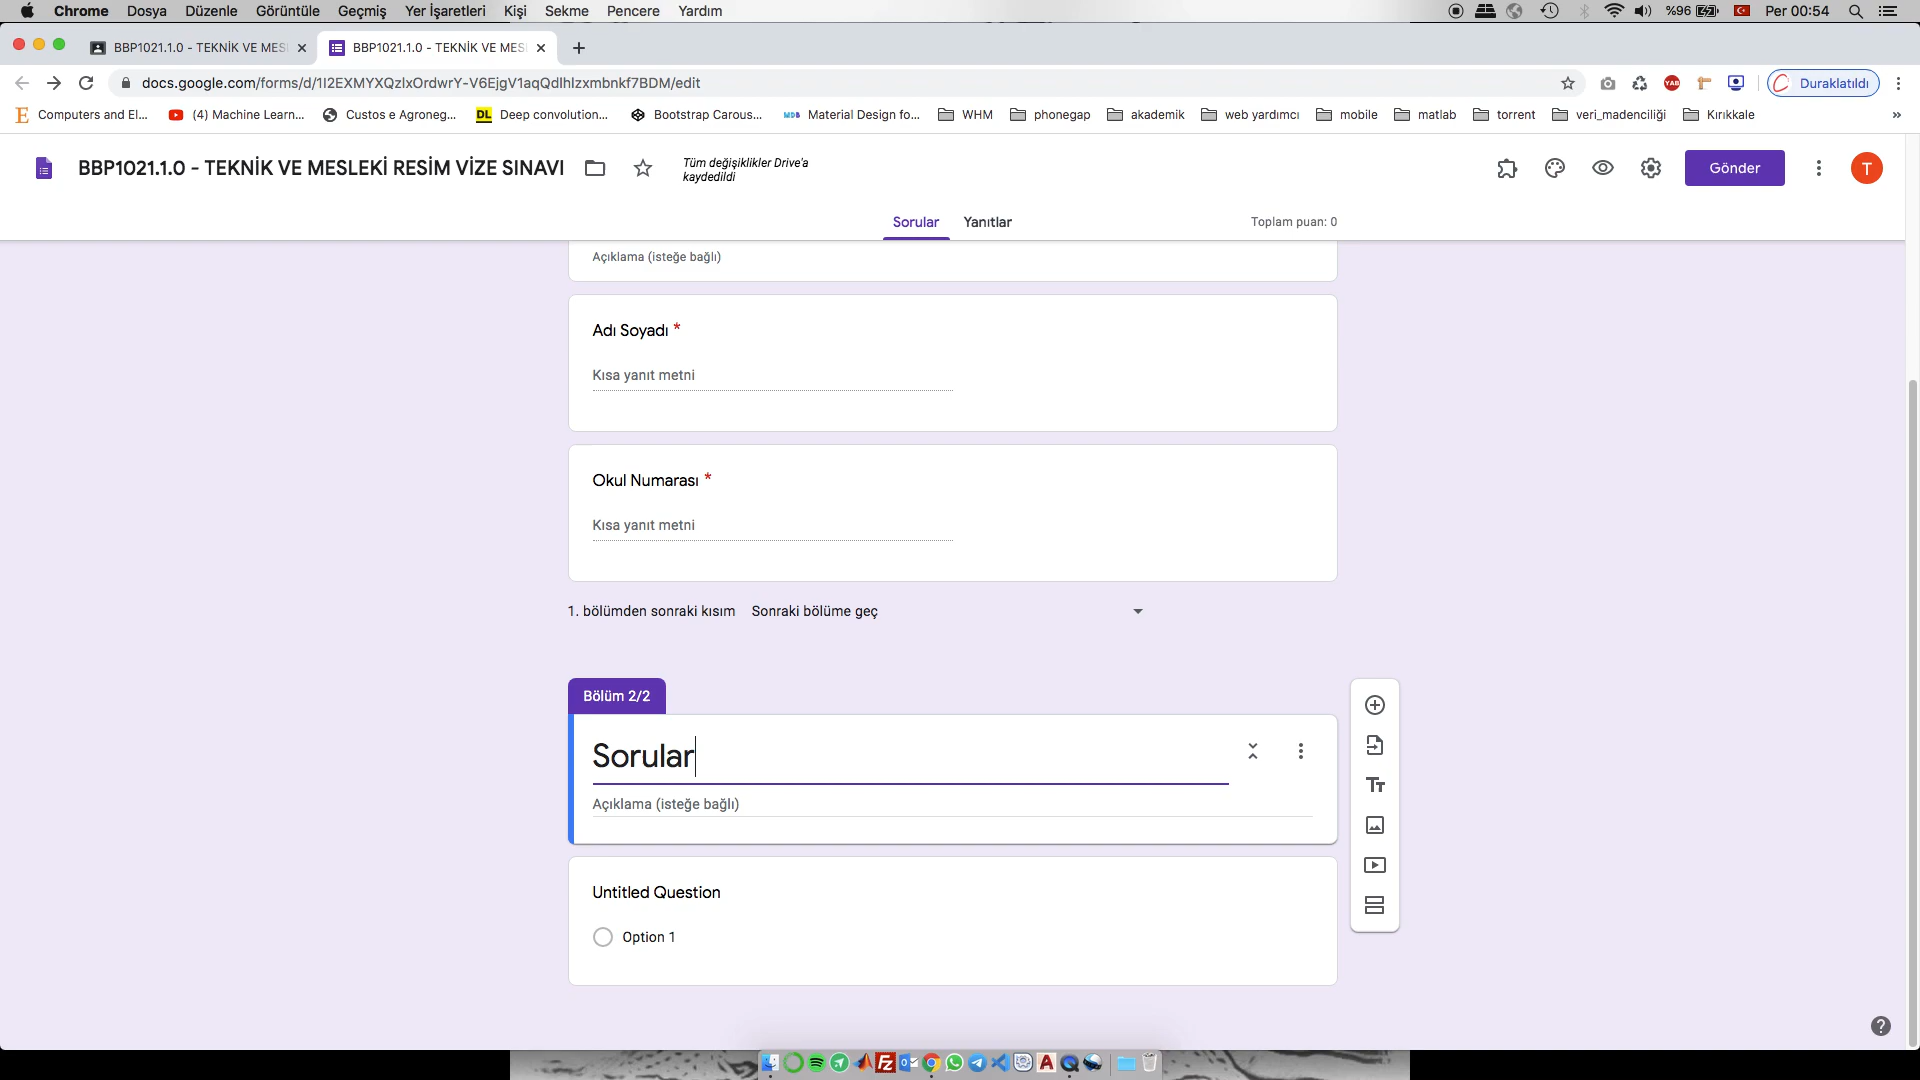 Chrome Dosya Düzenle Görüntüle Geçmiş Yer İşaretleri Kişi Sekme Pencere Yardım %96 Per 00:54
BBP1021.1.0 - TEKNİK VE MES BBP1021.1.0 - TEKNİK VE MES
docs.google.com/forms/d/1I2EXMYXQzIxOrdwrY-V6EjgV1aqQdlhIzxmbnkf7BDM/edit Duraklatıldı
Computers and El... (4) Machine Learn... Custos e Agroneg... DL Deep convolution... Bootstrap Carous... MDB Material Design fo... WHM phonegap akademik web yardımcı mobile matlab torrent veri_madenciliği Kırıkkale »
BBP1021.1.0 - TEKNİK VE MESLEKİ RESİM VİZE SINAVI
Tüm değişiklikler Drive'a
kaydedildi
Gönder
T
Sorular Yanıtlar Toplam puan: 0
Açıklama (isteğe bağlı)
Adı Soyadı *
Kısa yanıt metni
Okul Numarası *
Kısa yanıt metni
1. bölümden sonraki kısım Sonraki bölüme geç
Bölüm 2/2
Sorular
Açıklama (isteğe bağlı)
Untitled Question
Option 1